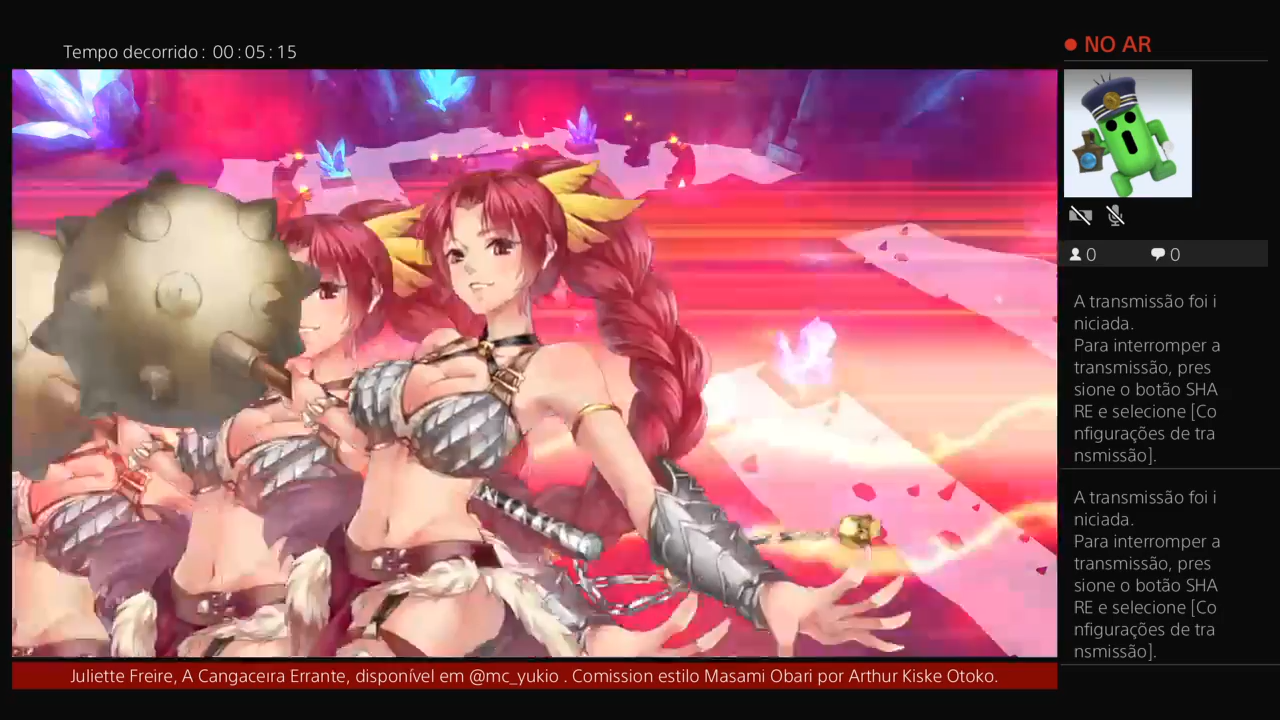 Tempo decorrido: 00:05:15
NO AR
0 0
A transmissão foi i
niciada.
Para interromper a
transmissão, pres
sione o botão SHA
RE e selecione [Co
nfigurações de tra
nsmissão].
A transmissão foi i
niciada.
Para interromper a
transmissão, pres
sione o botão SHA
RE e selecione [Co
nfigurações de tra
nsmissão].
Juliette Freire, A Cangaceira Errante, disponível em @mc_yukio . Comission estilo Masami Obari por Arthur Kiske Otoko.